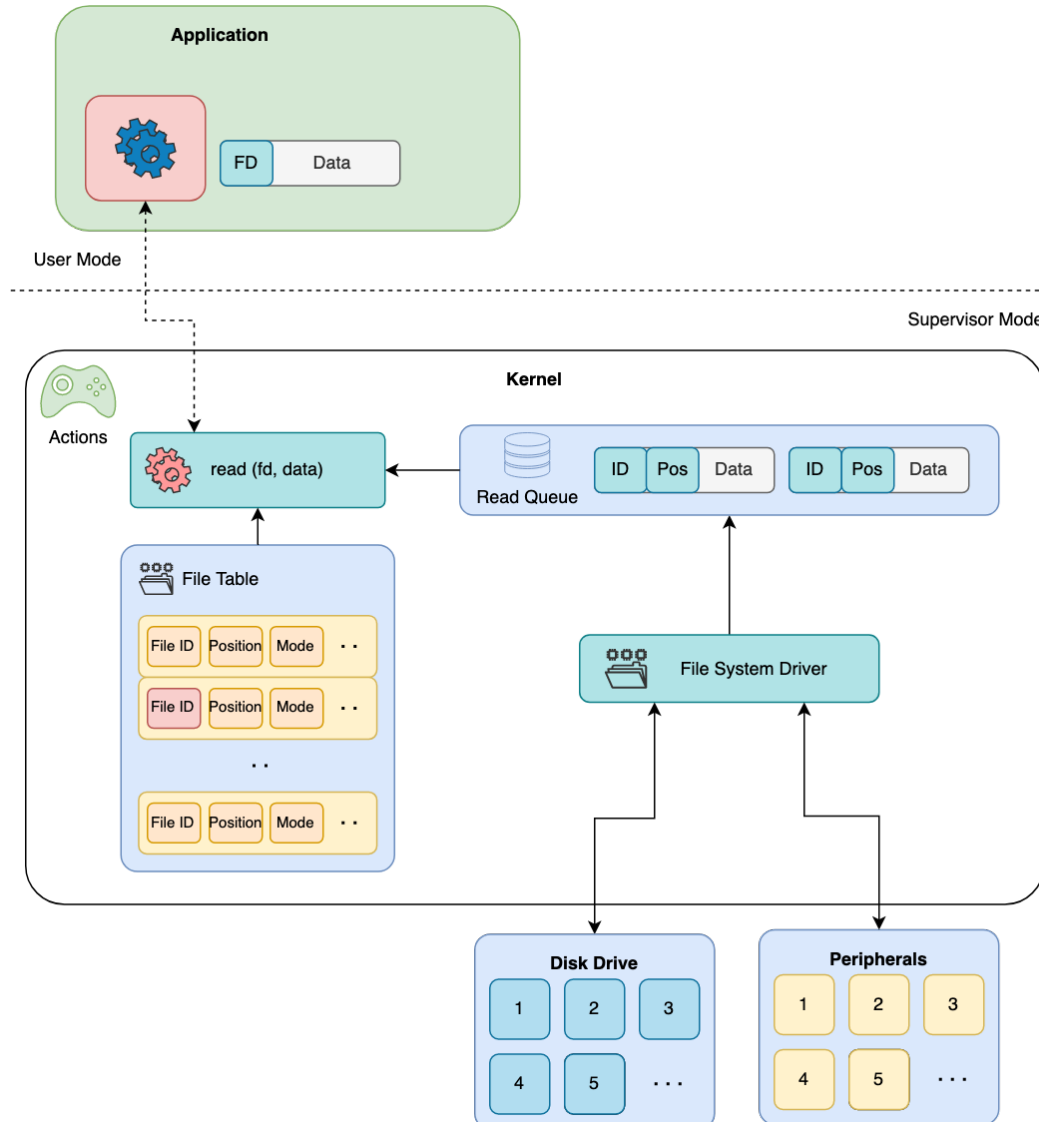 Application
FD
Data
User Mode
Supervisor Mode
Kernel
Actions
read (fd, data)
Read Queue
ID Pos Data
ID Pos Data
File Table
File ID Position Mode . .
File ID Position Mode . .
. .
File ID Position Mode . .
File System Driver
Disk Drive
1 2 3
4 5 . . .
Peripherals
1 2 3
4 5 . . .